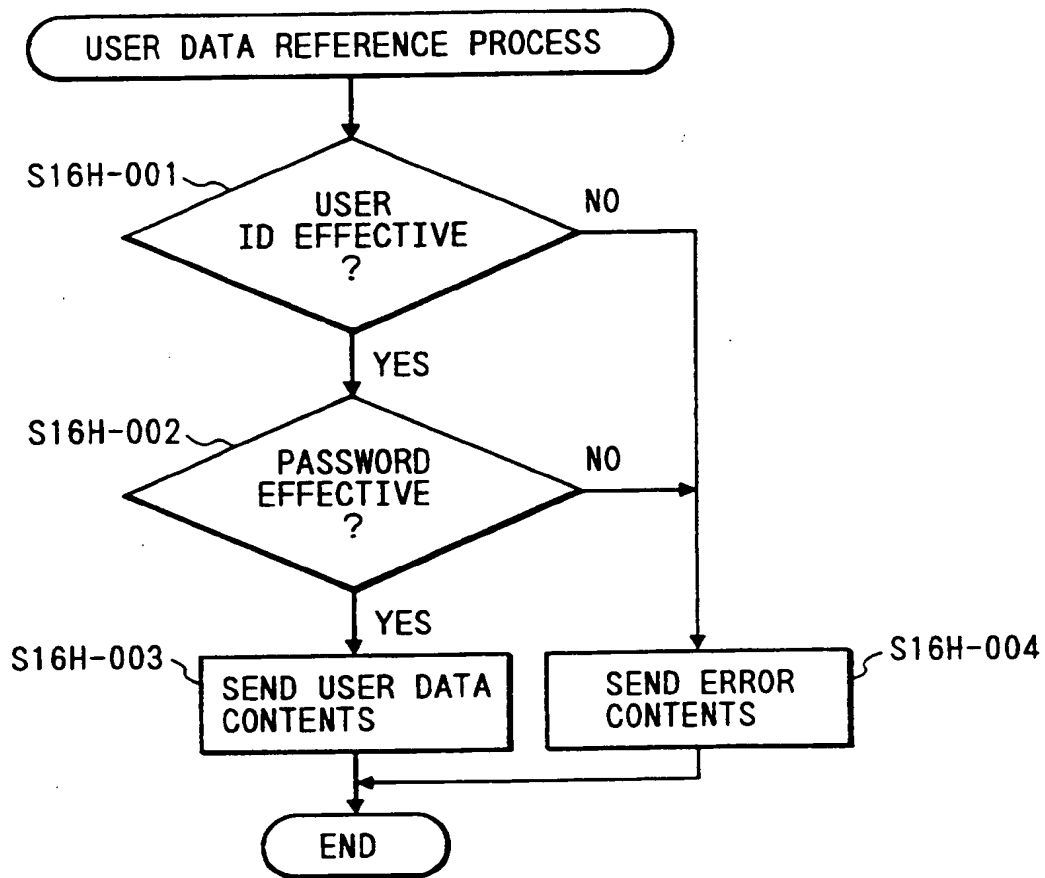 USER DATA REFERENCE PROCESS
S16H-001
USER
ID EFFECTIVE
?
NO
YES
S16H-002
PASSWORD
EFFECTIVE
?
NO
YES
S16H-003
SEND USER DATA
CONTENTS
SEND ERROR
CONTENTS
S16H-004
END